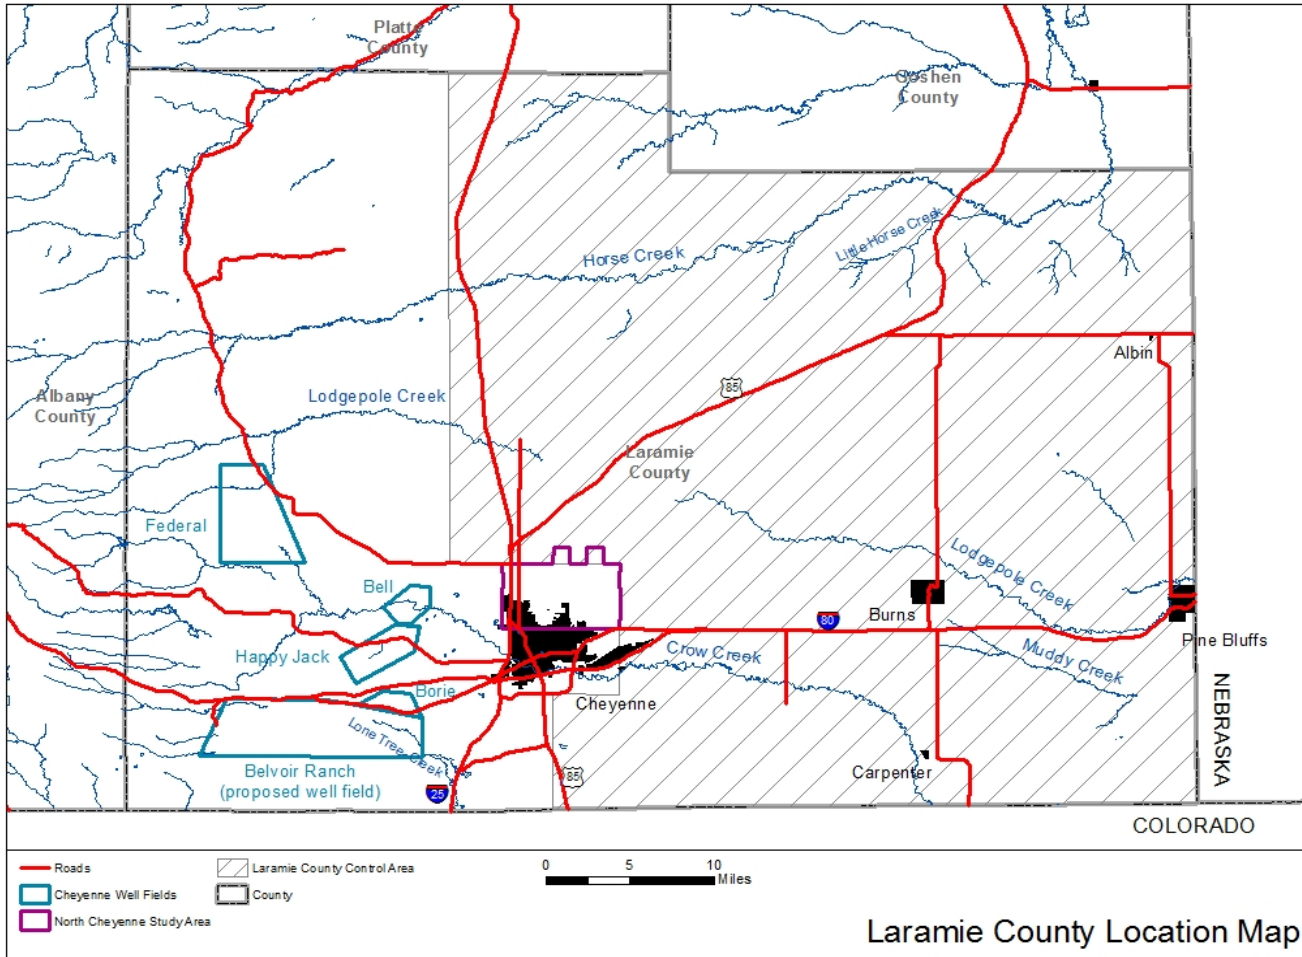 Platte
County
Goshen
County
Horse Creek
Little Horse Creek
Albin
85
Albany
County
Lodgepole Creek
Laramie
County
Federal
Bell
Lodgepole Creek
Burns
80
Pine Bluffs
Happy Jack
Crow Creek
Muddy Creek
Borie
Cheyenne
Lone Tree Creek
NEBRASKA
Belvoir Ranch
(proposed well field)
85
Carpenter
25
COLORADO
Roads
Laramie County Control Area
0 5 10
Miles
Cheyenne Well Fields
County
North Cheyenne Study Area
Laramie County Location Map